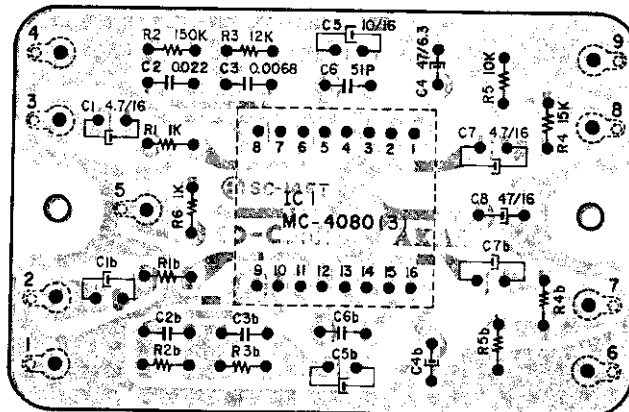 4
R2 150K
R3 12K
C5 10/16
C4 47/6.3
9
C2 0.022
C3 0.0068
C6 51P
R5 10K
3
C1 4.7/16
R1 1K
8 7 6 5 4 3 2 1
C7 4.7/16
R4 15K
8
5
R6 1K
IC 1
MC-4080(3)
C8 47/16
C1b
R1b
C7b
2
9 10 11 12 13 14 15 16
R4b
7
C2b
C3b
C6b
R5b
1
R2b
R3b
C5b
C4b
6